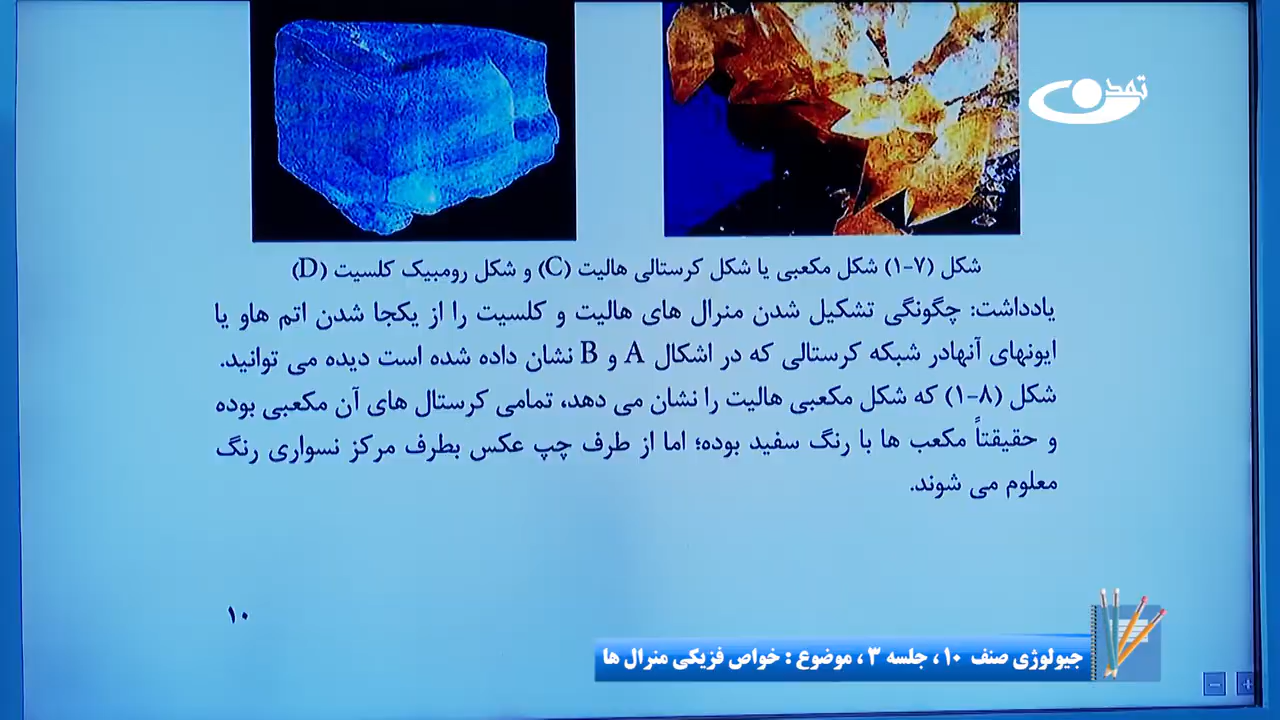 تمدن
شکل (۷-۱) شکل مکعبی یا شکل کرستالی هالیت (C) و شکل رومبیک کلسیت (D)
یادداشت: چگونگی تشکیل شدن منرال های هالیت و کلسیت را از یکجا شدن اتم هاو یا
ایونهای آنهادر شبکه کرستالی که در اشکال A و B نشان داده شده است دیده می توانید.
شکل (۸-۱) که شکل مکعبی هالیت را نشان می دهد، تمامی کرستال های آن مکعبی بوده
و حقیقتاً مکعب ها با رنگ سفید بوده؛ اما از طرف چپ عکس بطرف مرکز نسواری رنگ
معلوم می شوند.
۱۰
جیولوژی صنف ۱۰، جلسه ۳، موضوع : خواص فزیکی منرال ها